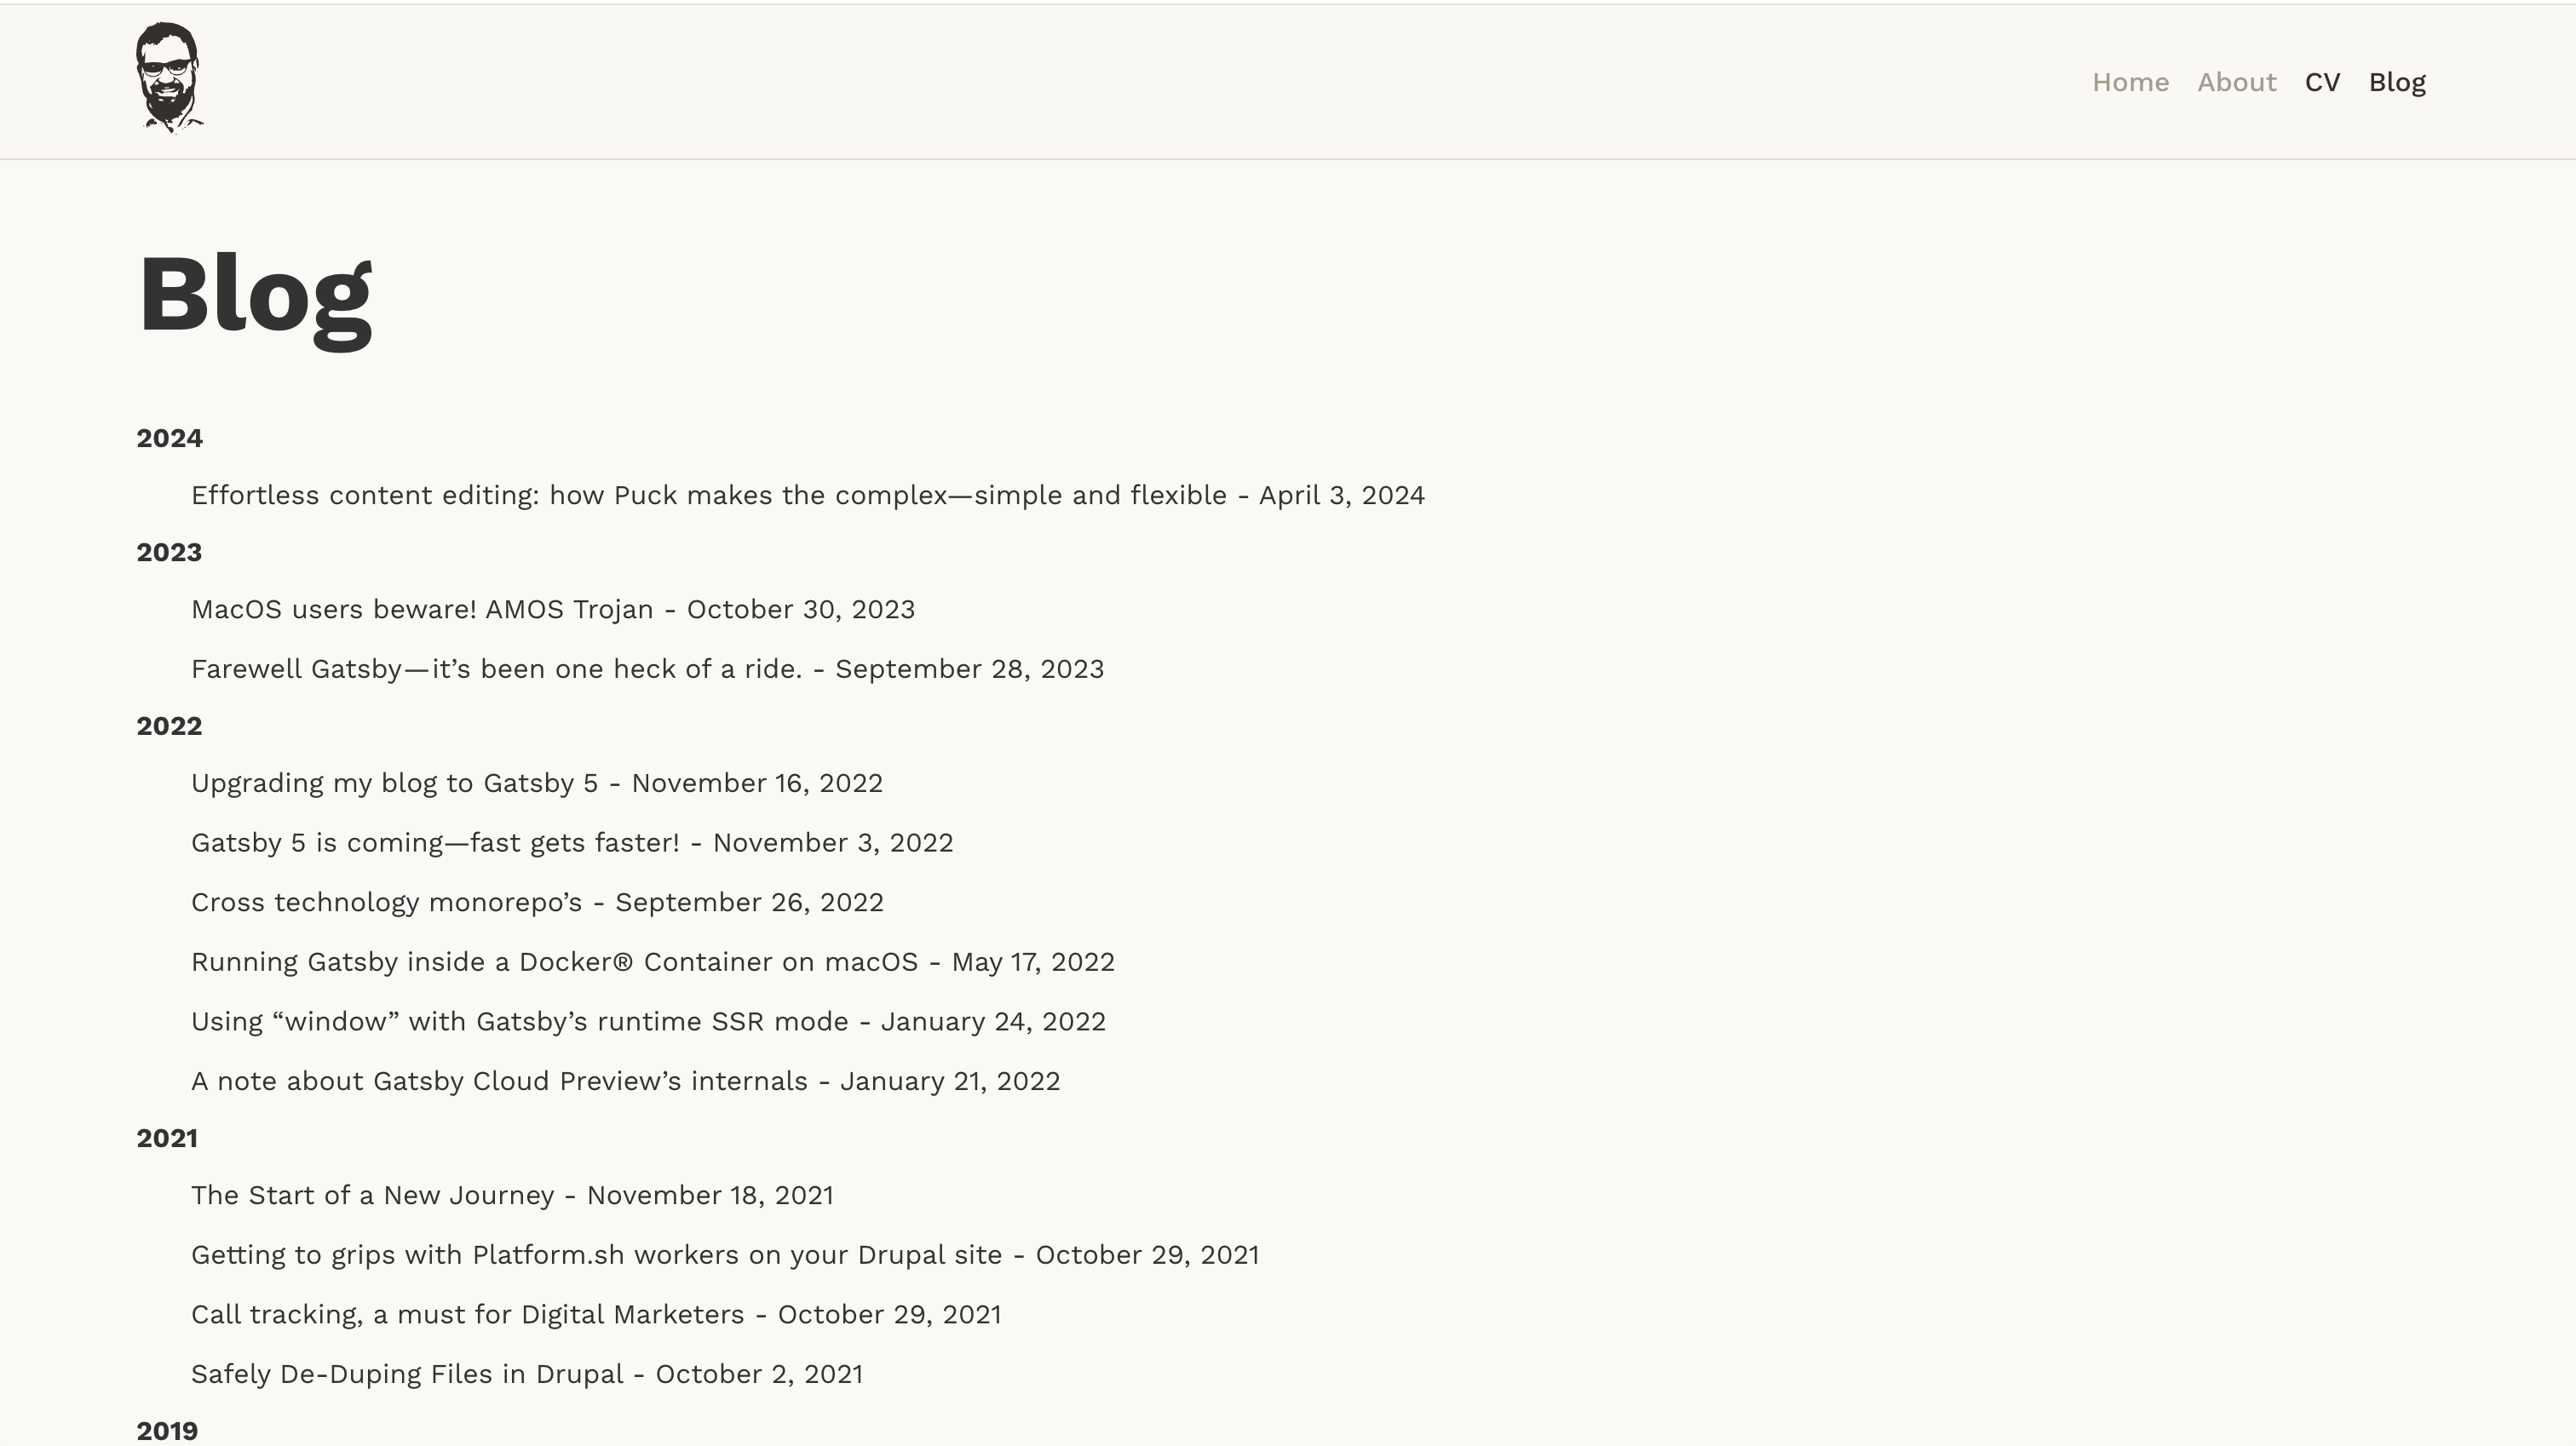 Home About CV Blog
Blog
2024
Effortless content editing: how Puck makes the complex—simple and flexible - April 3, 2024
2023
MacOS users beware! AMOS Trojan - October 30, 2023
Farewell Gatsby—it’s been one heck of a ride. - September 28, 2023
2022
Upgrading my blog to Gatsby 5 - November 16, 2022
Gatsby 5 is coming—fast gets faster! - November 3, 2022
Cross technology monorepo’s - September 26, 2022
Running Gatsby inside a Docker® Container on macOS - May 17, 2022
Using “window” with Gatsby’s runtime SSR mode - January 24, 2022
A note about Gatsby Cloud Preview’s internals - January 21, 2022
2021
The Start of a New Journey - November 18, 2021
Getting to grips with Platform.sh workers on your Drupal site - October 29, 2021
Call tracking, a must for Digital Marketers - October 29, 2021
Safely De-Duping Files in Drupal - October 2, 2021
2019